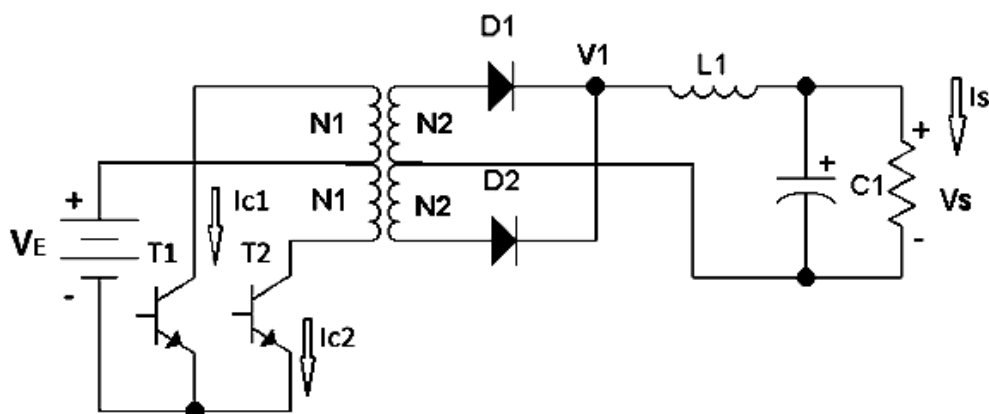 D1
V1
L1
Is
N1
N2
+
+
D2
C1
Vs
+
Ic1
N1
N2
VE
T1
T2
-
-
Ic2